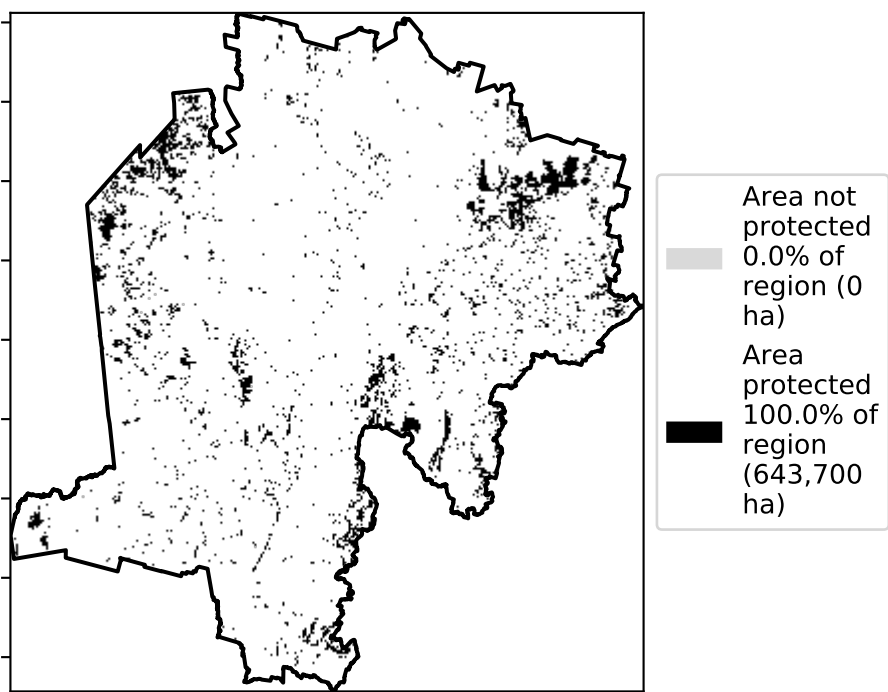 Area not
protected
0.0% of
region (0
ha)
Area
protected
100.0% of
region
(643,700
ha)